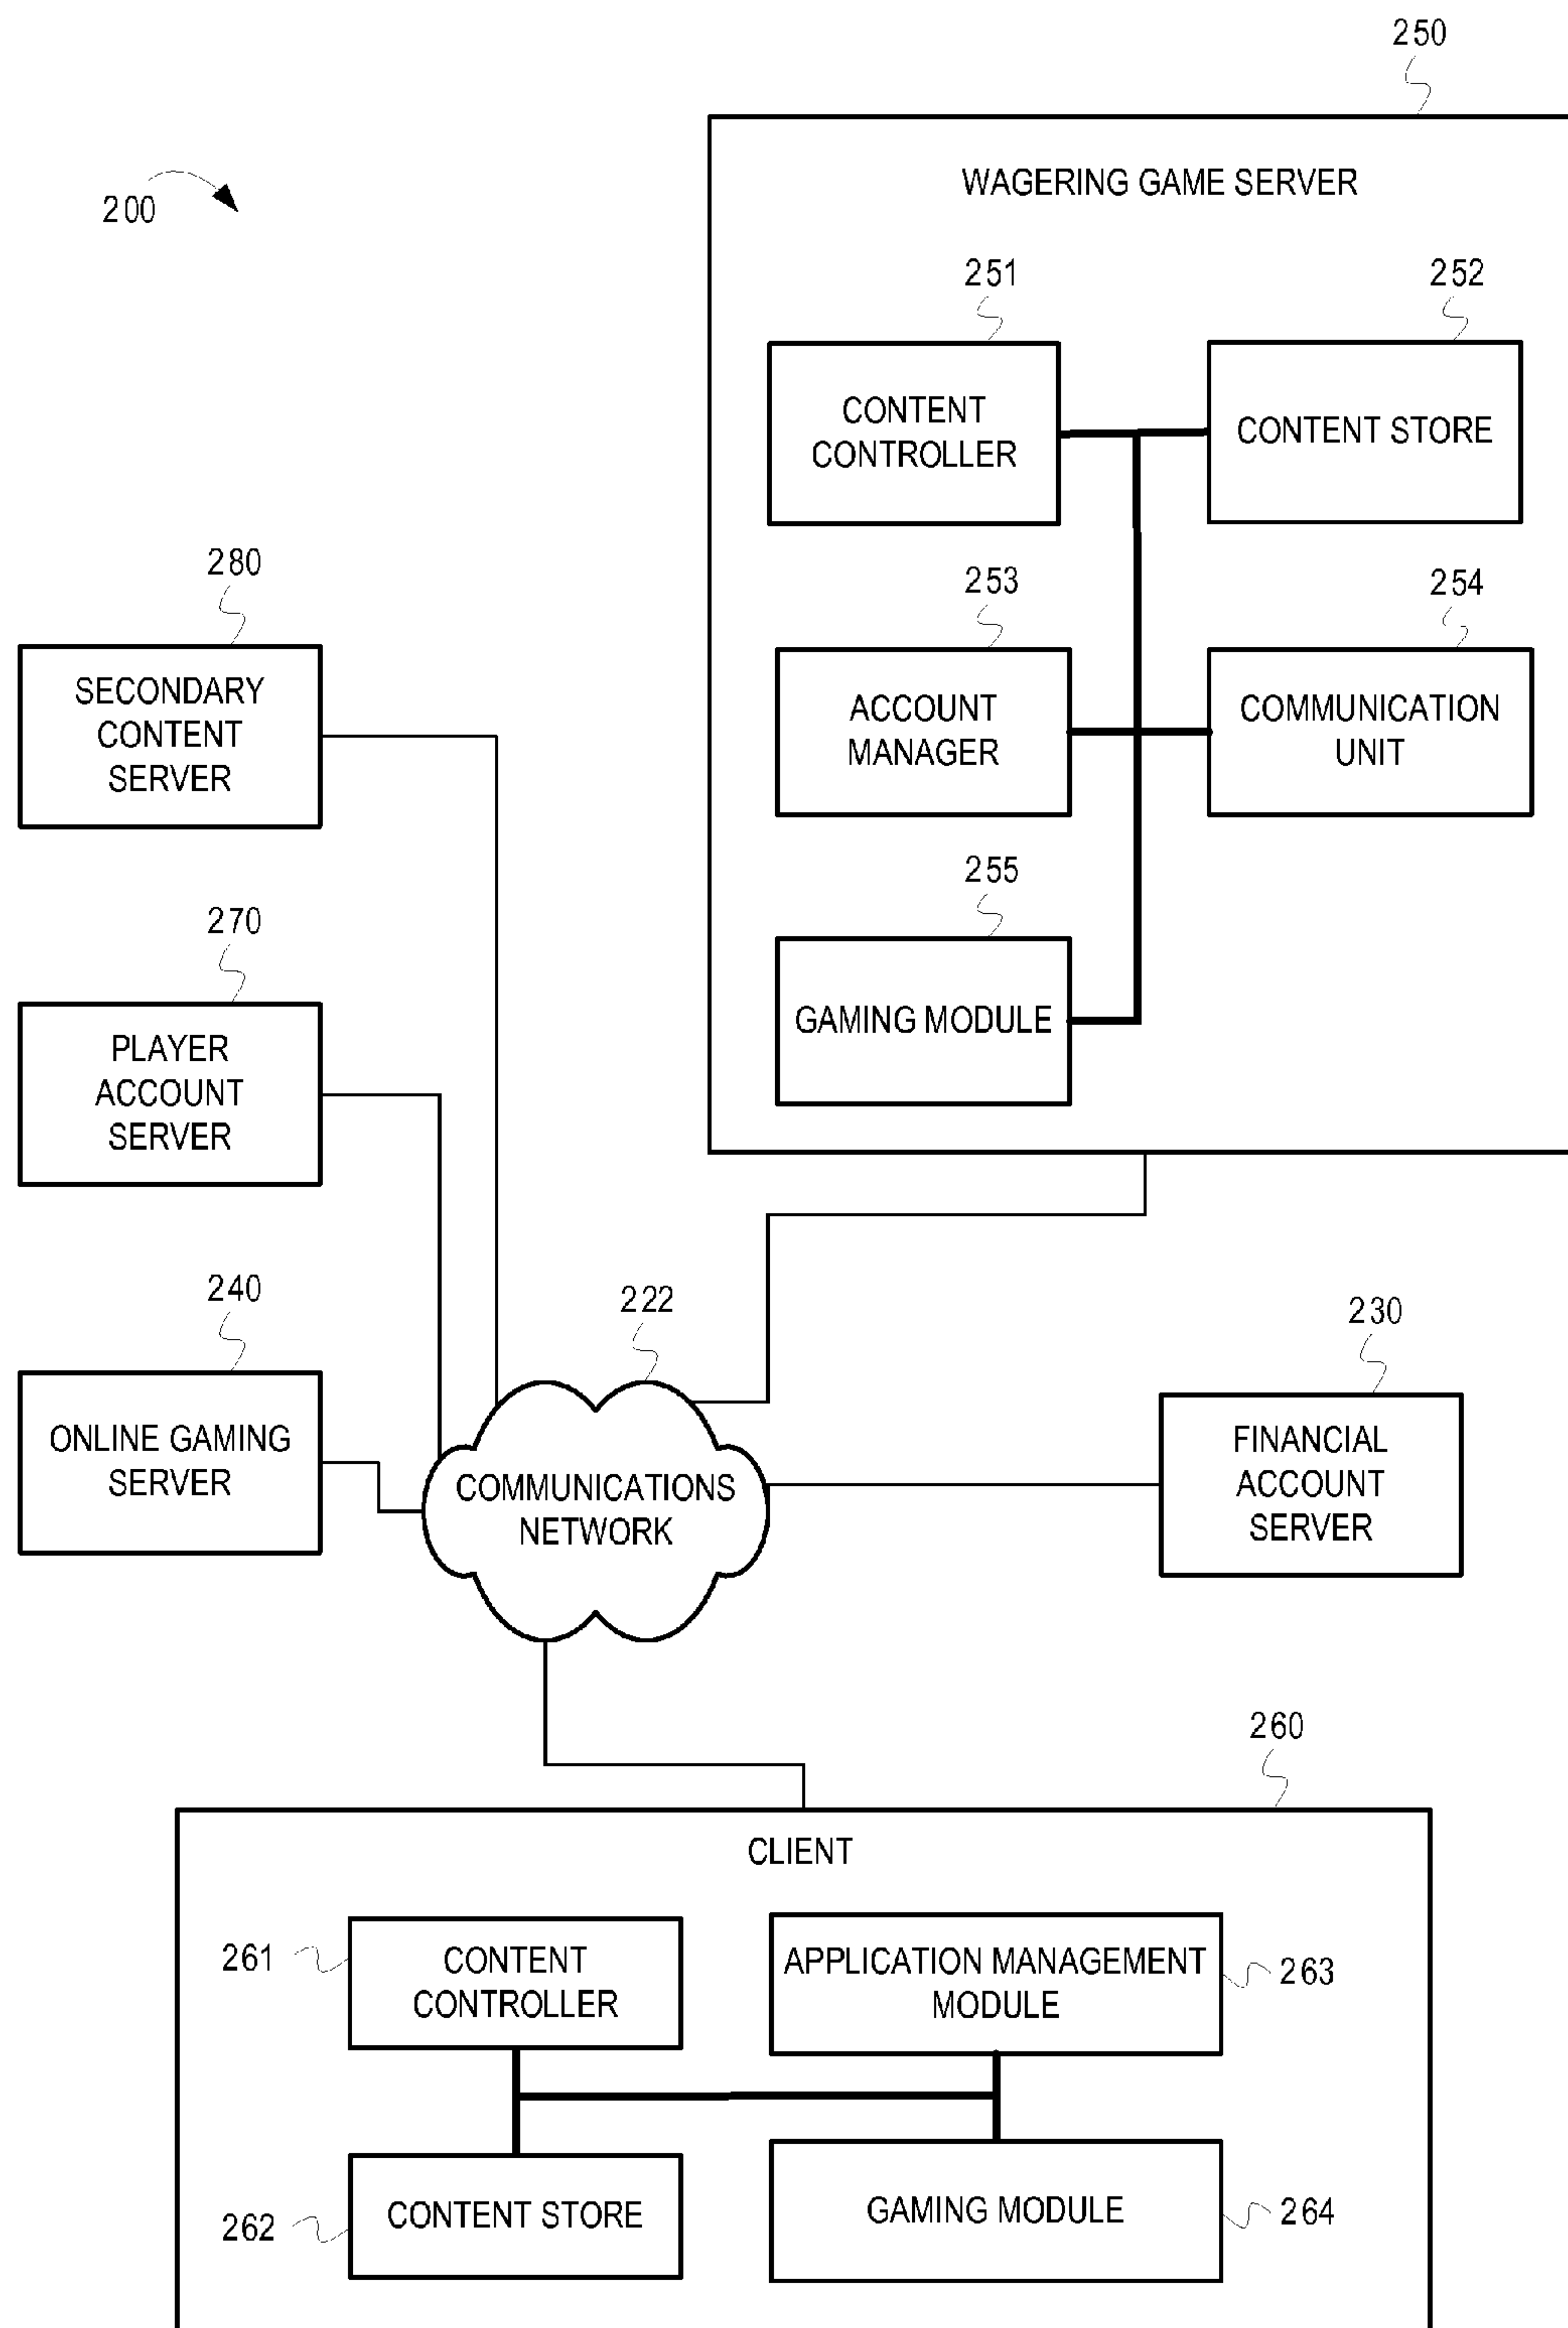 250
200
WAGERING GAME SERVER
251
252
CONTENT
CONTROLLER
CONTENT STORE
253
254
ACCOUNT
MANAGER
COMMUNICATION
UNIT
255
GAMING MODULE
280
SECONDARY
CONTENT
SERVER
270
PLAYER
ACCOUNT
SERVER
240
ONLINE GAMING
SERVER
222
COMMUNICATIONS
NETWORK
230
FINANCIAL
ACCOUNT
SERVER
260
CLIENT
261
CONTENT
CONTROLLER
APPLICATION MANAGEMENT
MODULE
263
262
CONTENT STORE
GAMING MODULE
264